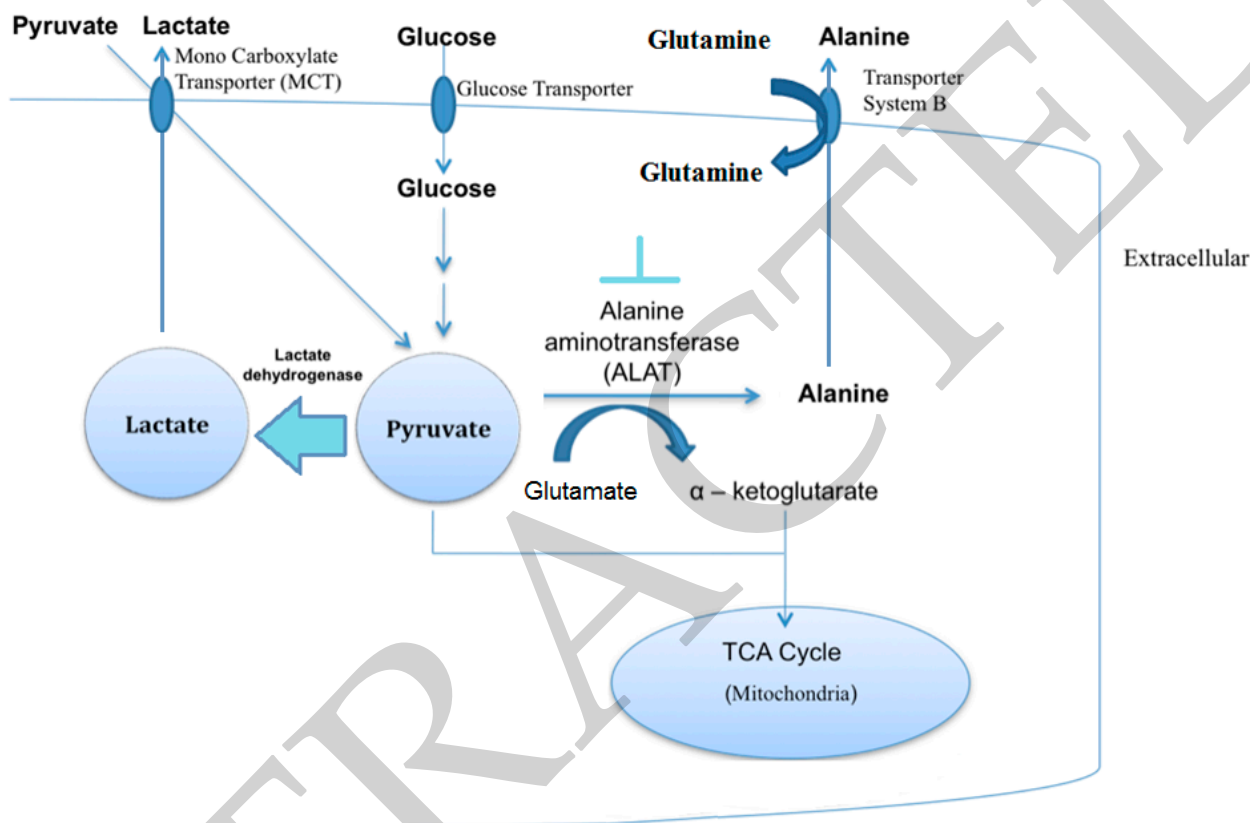 Pyruvate Lactate
Mono Carboxylate
Transporter (MCT)
Glucose
Glucose Transporter
Glutamine
Alanine
Transporter
System B
Glutamine
Glucose
Extracellular
Alanine
aminotransferase
(ALAT)
Lactate
dehydrogenase
Lactate
Pyruvate
Alanine
Glutamate
α – ketoglutarate
TCA Cycle
(Mitochondria)